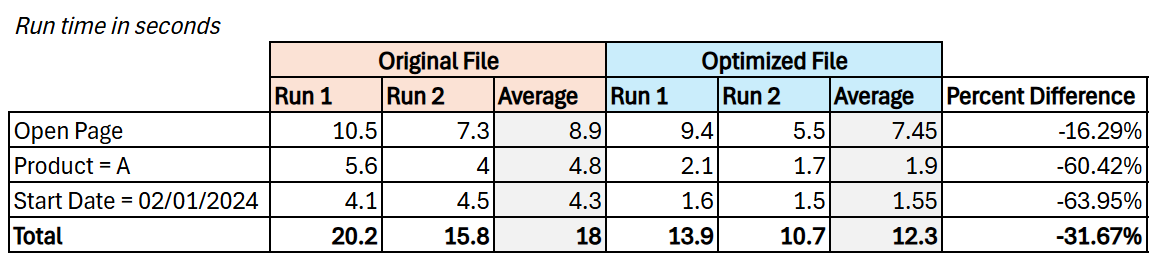 Run time in seconds
Original File Optimized File
Run 1 Run 2 Average Run 1 Run 2 Average Percent Difference
Open Page 10.5 7.3 8.9 9.4 5.5 7.45 -16.29%
Product = A 5.6 4 4.8 2.1 1.7 1.9 -60.42%
Start Date = 02/01/2024 4.1 4.5 4.3 1.6 1.5 1.55 -63.95%
Total 20.2 15.8 18 13.9 10.7 12.3 -31.67%